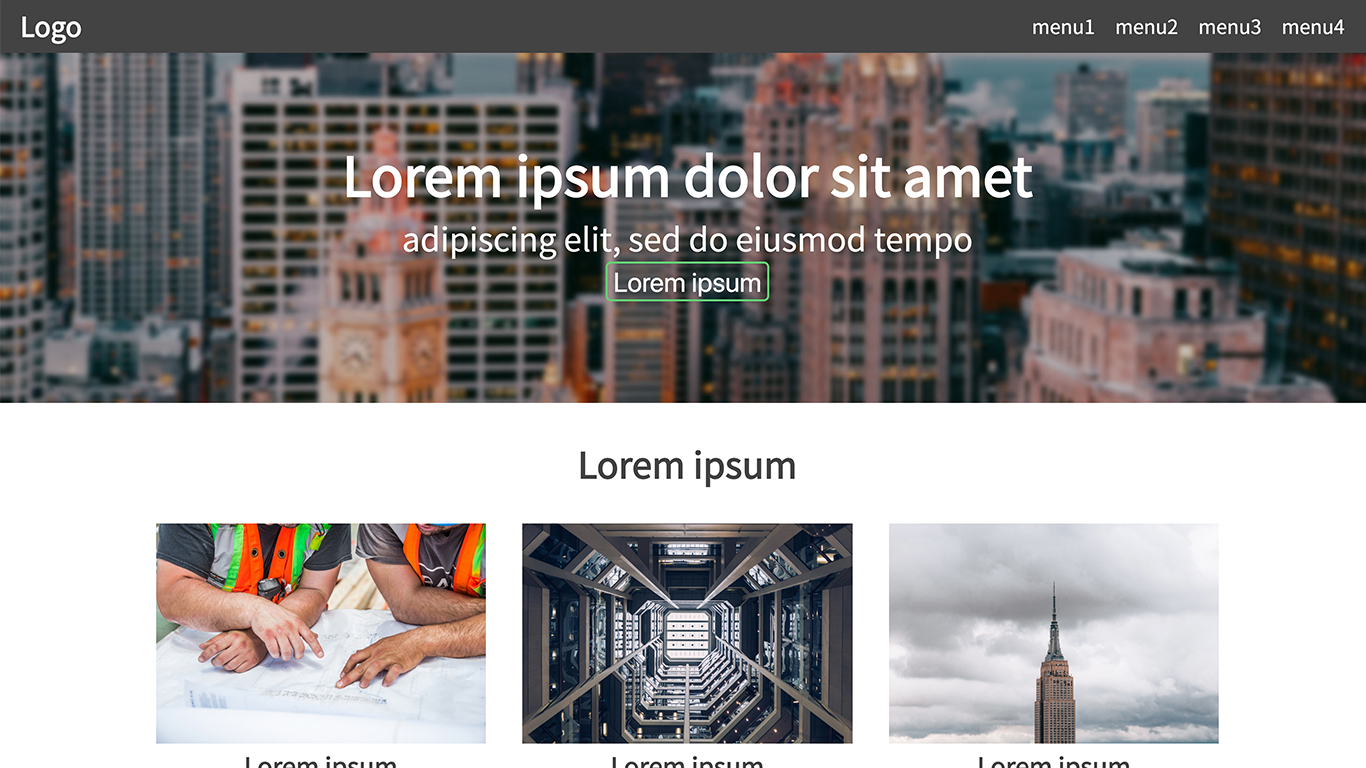 Logo
menu1 menu2 menu3 menu4
Lorem ipsum dolor sit amet
adipiscing elit, sed do eiusmod tempo
Lorem ipsum
Lorem ipsum
Lorem ipsum Lorem ipsum Lorem ipsum